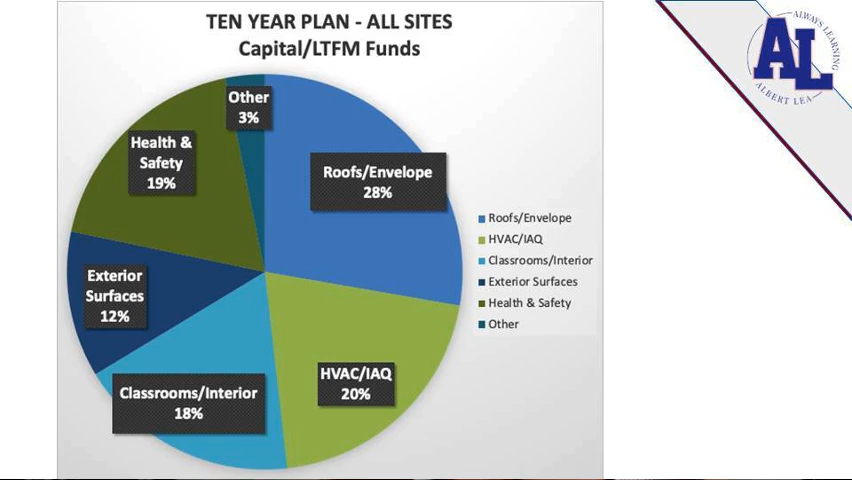 TEN YEAR PLAN - ALL SITES
Capital/LTFM Funds
Other
3%
Health &
Safety
19%
Roofs/Envelope
28%
Exterior
Surfaces
12%
HVAC/IAQ
20%
Classrooms/Interior
18%
Roofs/Envelope
HVAC/IAQ
Classrooms/Interior
Exterior Surfaces
Health & Safety
Other
ALWAYS LEARNING
AL
ALBERT LEA